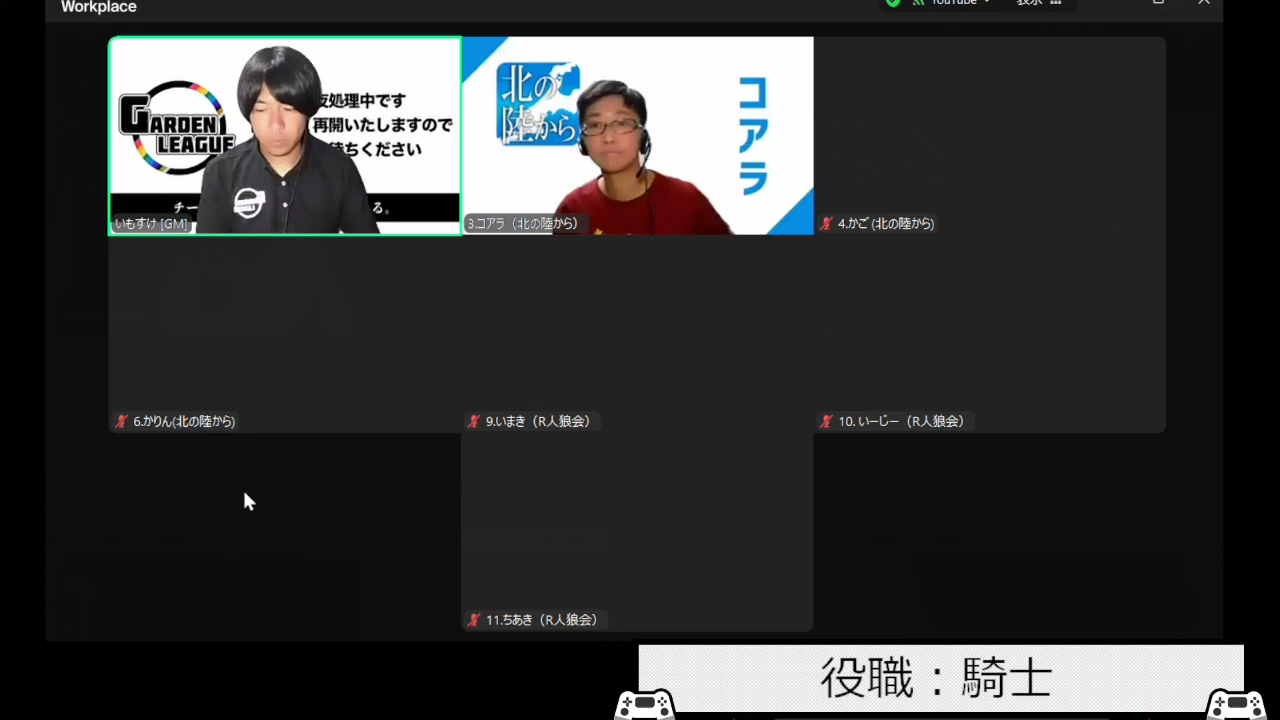 Workplace
YouTube
表示
GARDEN
LEAGUE
夜処理中です
再開いたしますので
待ちください
チー
る。
いもすけ [GM]
北の
陸から
コアラ
3.コアラ（北の陸から）
4.かご (北の陸から)
6.かりん(北の陸から)
9.いまき（R人狼会）
10. いーじー（R人狼会）
11.ちあき（R人狼会）
役職：騎士